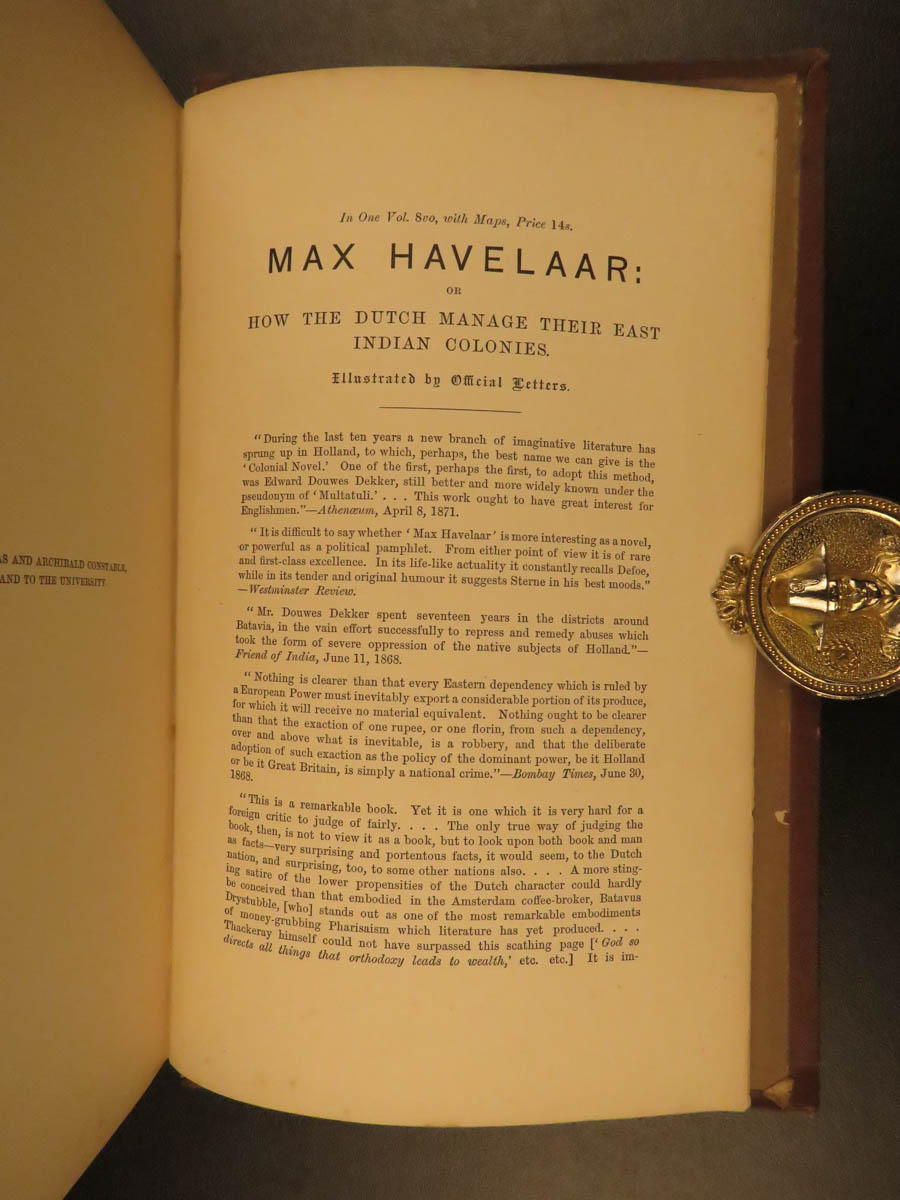 AS AND ARCHIBALD CONSTABLE,
AND TO THE UNIVERSITY.
In One Vol. 8vo, with Maps, Price 14s.
MAX HAVELAAR:
OR
HOW THE DUTCH MANAGE THEIR EAST
INDIAN COLONIES.
Illustrated by Official Letters.
"During the last ten years a new branch of imaginative literature has
sprung up in Holland, to which, perhaps, the best name we can give is the
'Colonial Novel.' One of the first, perhaps the first, to adopt this method,
was Edward Douwes Dekker, still better and more widely known under the
pseudonym of 'Multatuli.' . . . This work ought to have great interest for
Englishmen."—Athenæum, April 8, 1871.
"It is difficult to say whether 'Max Havelaar' is more interesting as a novel,
or powerful as a political pamphlet. From either point of view it is of rare
and first-class excellence. In its life-like actuality it constantly recalls Defoe,
while in its tender and original humour it suggests Sterne in his best moods."
—Westminster Review.
"Mr. Douwes Dekker spent seventeen years in the districts around
Batavia, in the vain effort successfully to repress and remedy abuses which
took the form of severe oppression of the native subjects of Holland."—
Friend of India, June 11, 1868.
"Nothing is clearer than that every Eastern dependency which is ruled by
a European Power must inevitably export a considerable portion of its produce,
for which it will receive no material equivalent. Nothing ought to be clearer
than that the exaction of one rupee, or one florin, from such a dependency,
over and above what is inevitable, is a robbery, and that the deliberate
adoption of such exaction as the policy of the dominant power, be it Holland
or be it Great Britain, is simply a national crime."—Bombay Times, June 30,
1868.
"This is a remarkable book. Yet it is one which it is very hard for a
foreign critic to judge of fairly. . . . The only true way of judging the
book, then, is not to view it as a book, but to look upon both book and man
as facts—very surprising and portentous facts, it would seem, to the Dutch
nation, and surprising, too, to some other nations also. . . . A more sting-
ing satire of the lower propensities of the Dutch character could hardly
be conceived than that embodied in the Amsterdam coffee-broker, Batavus
Drystubble, [who] stands out as one of the most remarkable embodiments
of money-grubbing Pharisaism which literature has yet produced. . . .
Thackeray himself could not have surpassed this scathing page ['God so
directs all things that orthodoxy leads to wealth,' etc. etc.] It is im-